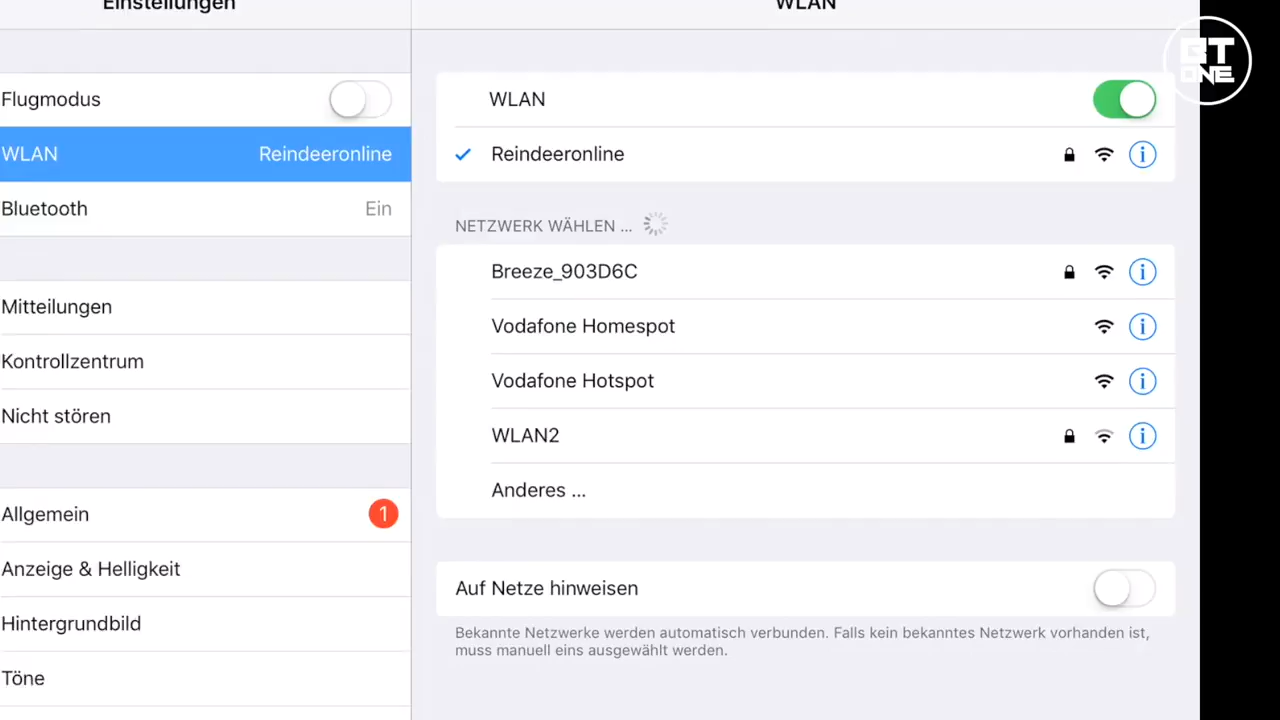 Einstellungen
Flugmodus
WLAN Reindeeronline
Bluetooth Ein
Mitteilungen
Kontrollzentrum
Nicht stören
Allgemein 1
Anzeige & Helligkeit
Hintergrundbild
Töne
WLAN
WLAN
Reindeeronline
NETZWERK WÄHLEN ...
Breeze_903D6C
Vodafone Homespot
Vodafone Hotspot
WLAN2
Anderes ...
Auf Netze hinweisen
Bekannte Netzwerke werden automatisch verbunden. Falls kein bekanntes Netzwerk vorhanden ist,
muss manuell eins ausgewählt werden.